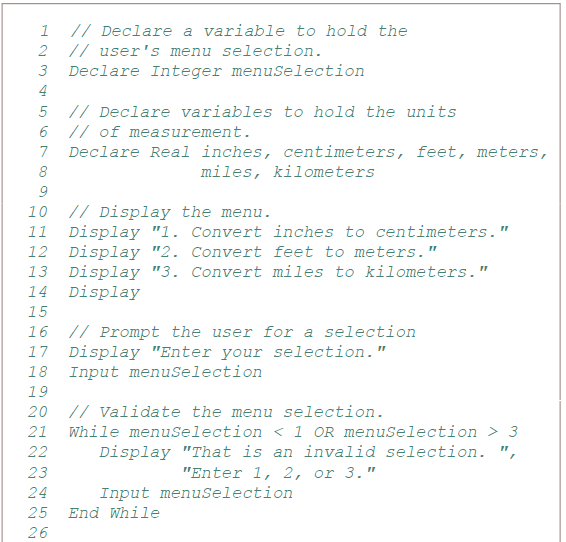 1 // Declare a variable to hold the
2 // user's menu selection.
3 Declare Integer menuSelection
4
5 // Declare variables to hold the units
6 // of measurement.
7 Declare Real inches, centimeters, feet, meters,
8 miles, kilometers
9
10 // Display the menu.
11 Display "1. Convert inches to centimeters."
12 Display "2. Convert feet to meters."
13 Display "3. Convert miles to kilometers."
14 Display
15
16 // Prompt the user for a selection
17 Display "Enter your selection."
18 Input menuSelection
19
20 // Validate the menu selection.
21 While menuSelection < 1 OR menuSelection > 3
22 Display "That is an invalid selection. ",
23 "Enter 1, 2, or 3."
24 Input menuSelection
25 End While
26